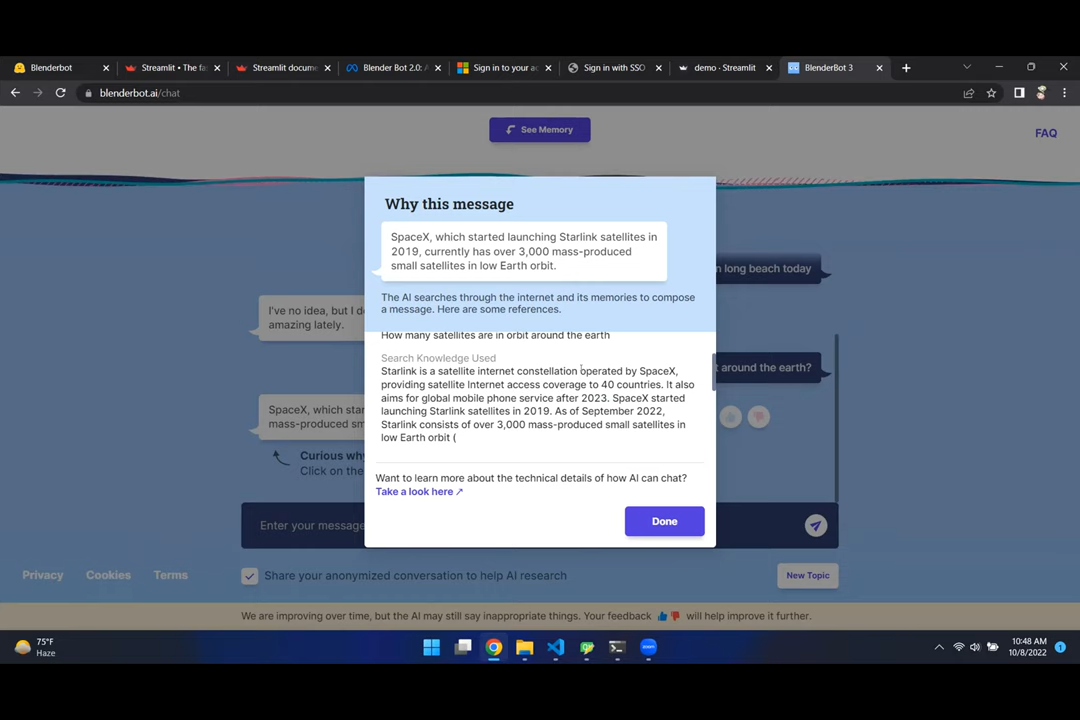 Blenderbot
Streamlit • The fa
Streamlit docume
Blender Bot 2.0: A
Sign in to your ac
Sign in with SSO
demo · Streamlit
BlenderBot 3
blenderbot.ai/chat
See Memory
FAQ
n long beach today
I've no idea, but I d
amazing lately.
t around the earth?
SpaceX, which star
mass-produced sm
Curious why
Click on the
Why this message
SpaceX, which started launching Starlink satellites in
2019, currently has over 3,000 mass-produced
small satellites in low Earth orbit.
The AI searches through the internet and its memories to compose
a message. Here are some references.
How many satellites are in orbit around the earth
Search Knowledge Used
Starlink is a satellite internet constellation operated by SpaceX,
providing satellite Internet access coverage to 40 countries. It also
aims for global mobile phone service after 2023. SpaceX started
launching Starlink satellites in 2019. As of September 2022,
Starlink consists of over 3,000 mass-produced small satellites in
low Earth orbit (
Want to learn more about the technical details of how AI can chat?
Take a look here ↗
Done
Enter your message
Privacy
Cookies
Terms
Share your anonymized conversation to help AI research
New Topic
We are improving over time, but the AI may still say inappropriate things. Your feedback 👍👎 will help improve it further.
75°F
Haze
zoom
10:48 AM
10/8/2022
1